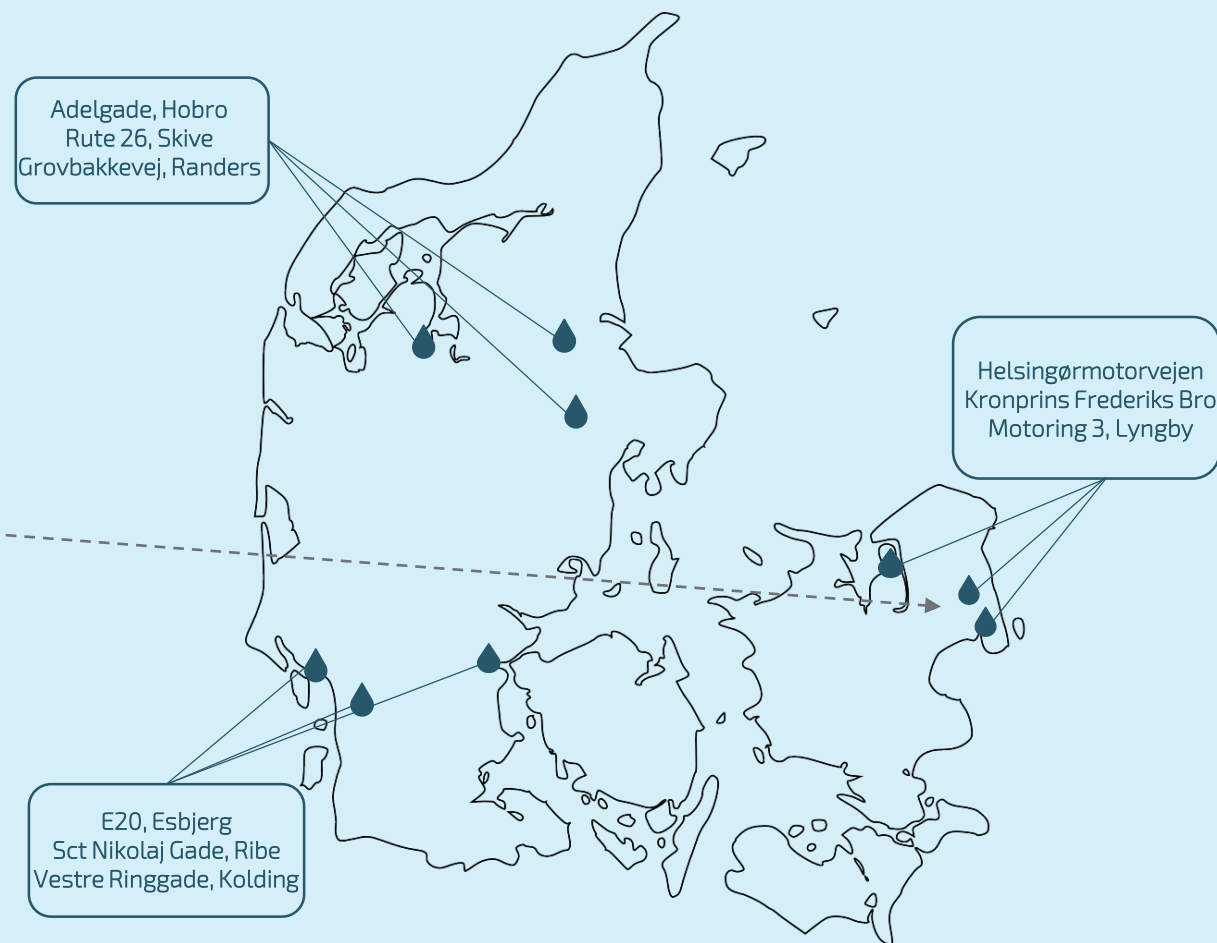 Adelgade, Hobro
Rute 26, Skive
Grovbakkevej, Randers
Helsingørmotorvejen
Kronprins Frederiks Bro
Motoring 3, Lyngby
E20, Esbjerg
Sct Nikolaj Gade, Ribe
Vestre Ringgade, Kolding